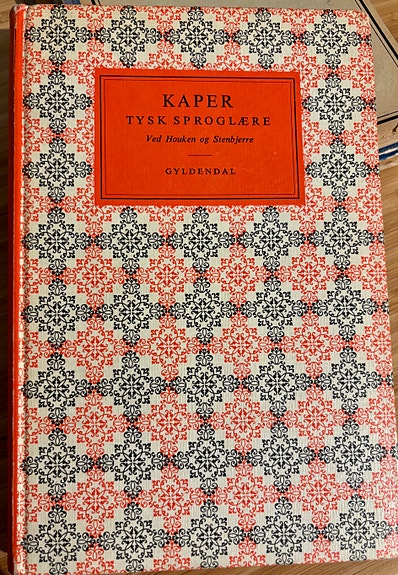 KAPER
TYSK SPROGLÆRE
Ved Houken og Stenbjerre
GYLDENDAL